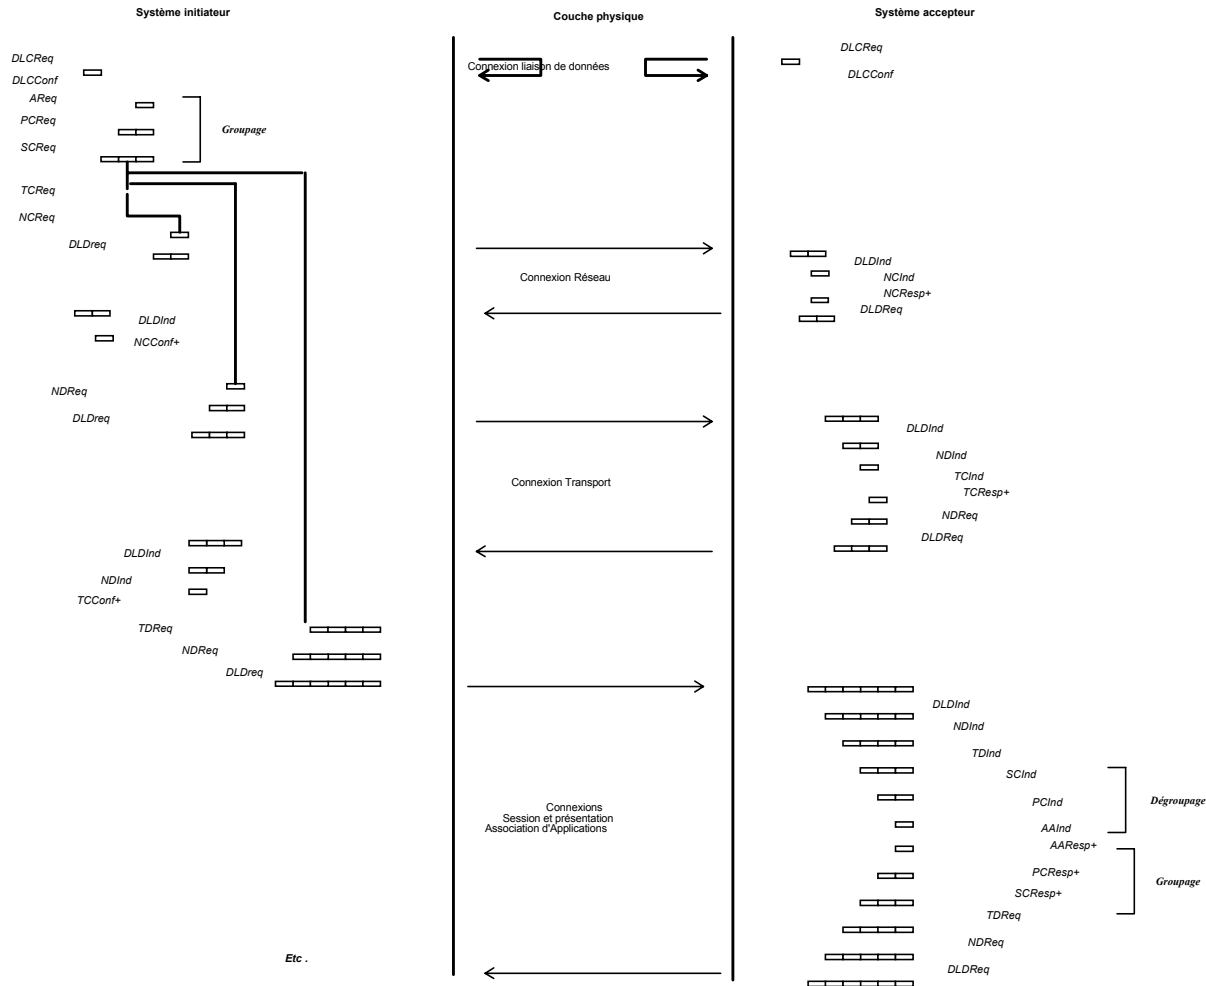 Système initiateur
Couche physique
Système accepteur
DLCReq
DLCConf
AReq
PCReq
SCReq
Groupage
TCReq
NCReq
DLDreq
DLDInd
NCConf+
NDReq
DLDreq
DLDInd
NDInd
TCConf+
TDReq
NDReq
DLDreq
Etc .
Connexion liaison de données
Connexion Réseau
Connexion Transport
Connexions
Session et présentation
Association d'Applications
DLCReq
DLCConf
DLDInd
NCInd
NCResp+
DLDReq
DLDInd
NDInd
TCInd
TCResp+
NDReq
DLDReq
DLDInd
NDInd
TDInd
SCInd
PCInd
Dégroupage
AAInd
AAResp+
PCResp+
Groupage
SCResp+
TDReq
NDReq
DLDReq